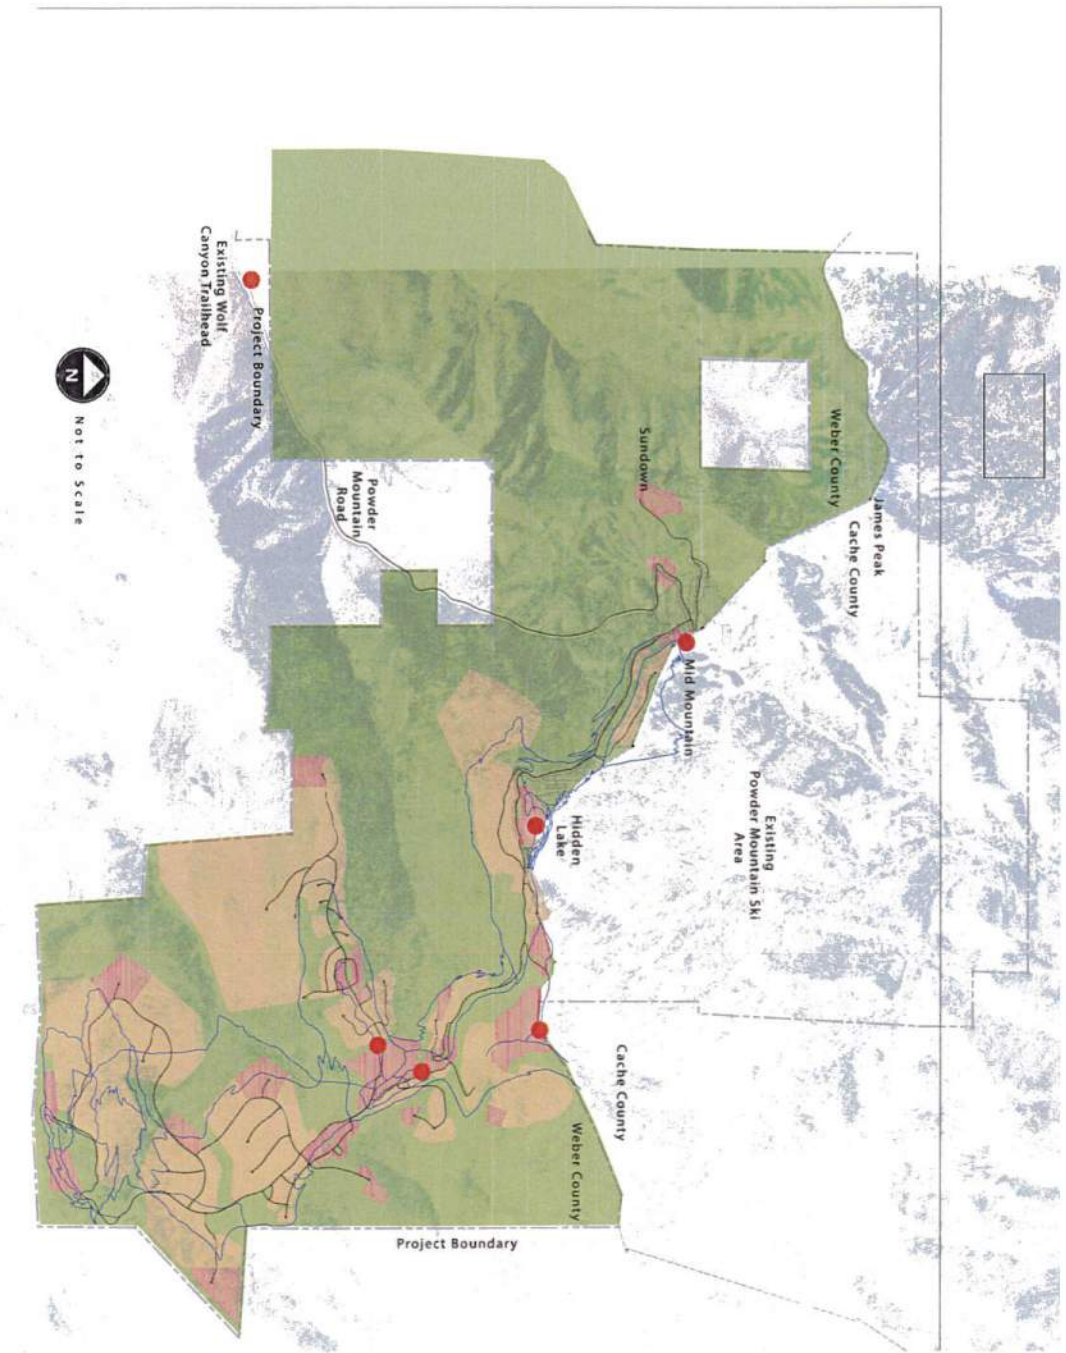 James Peak
Cache County
Weber County
Sundown
Mid Mountain
Existing
Powder Mountain Ski
Area
Hidden
Lake
Cache County
Weber County
Powder
Mountain
Road
Project Boundary
Existing Wolf
Canyon Trailhead
Project Boundary
N
Not to Scale